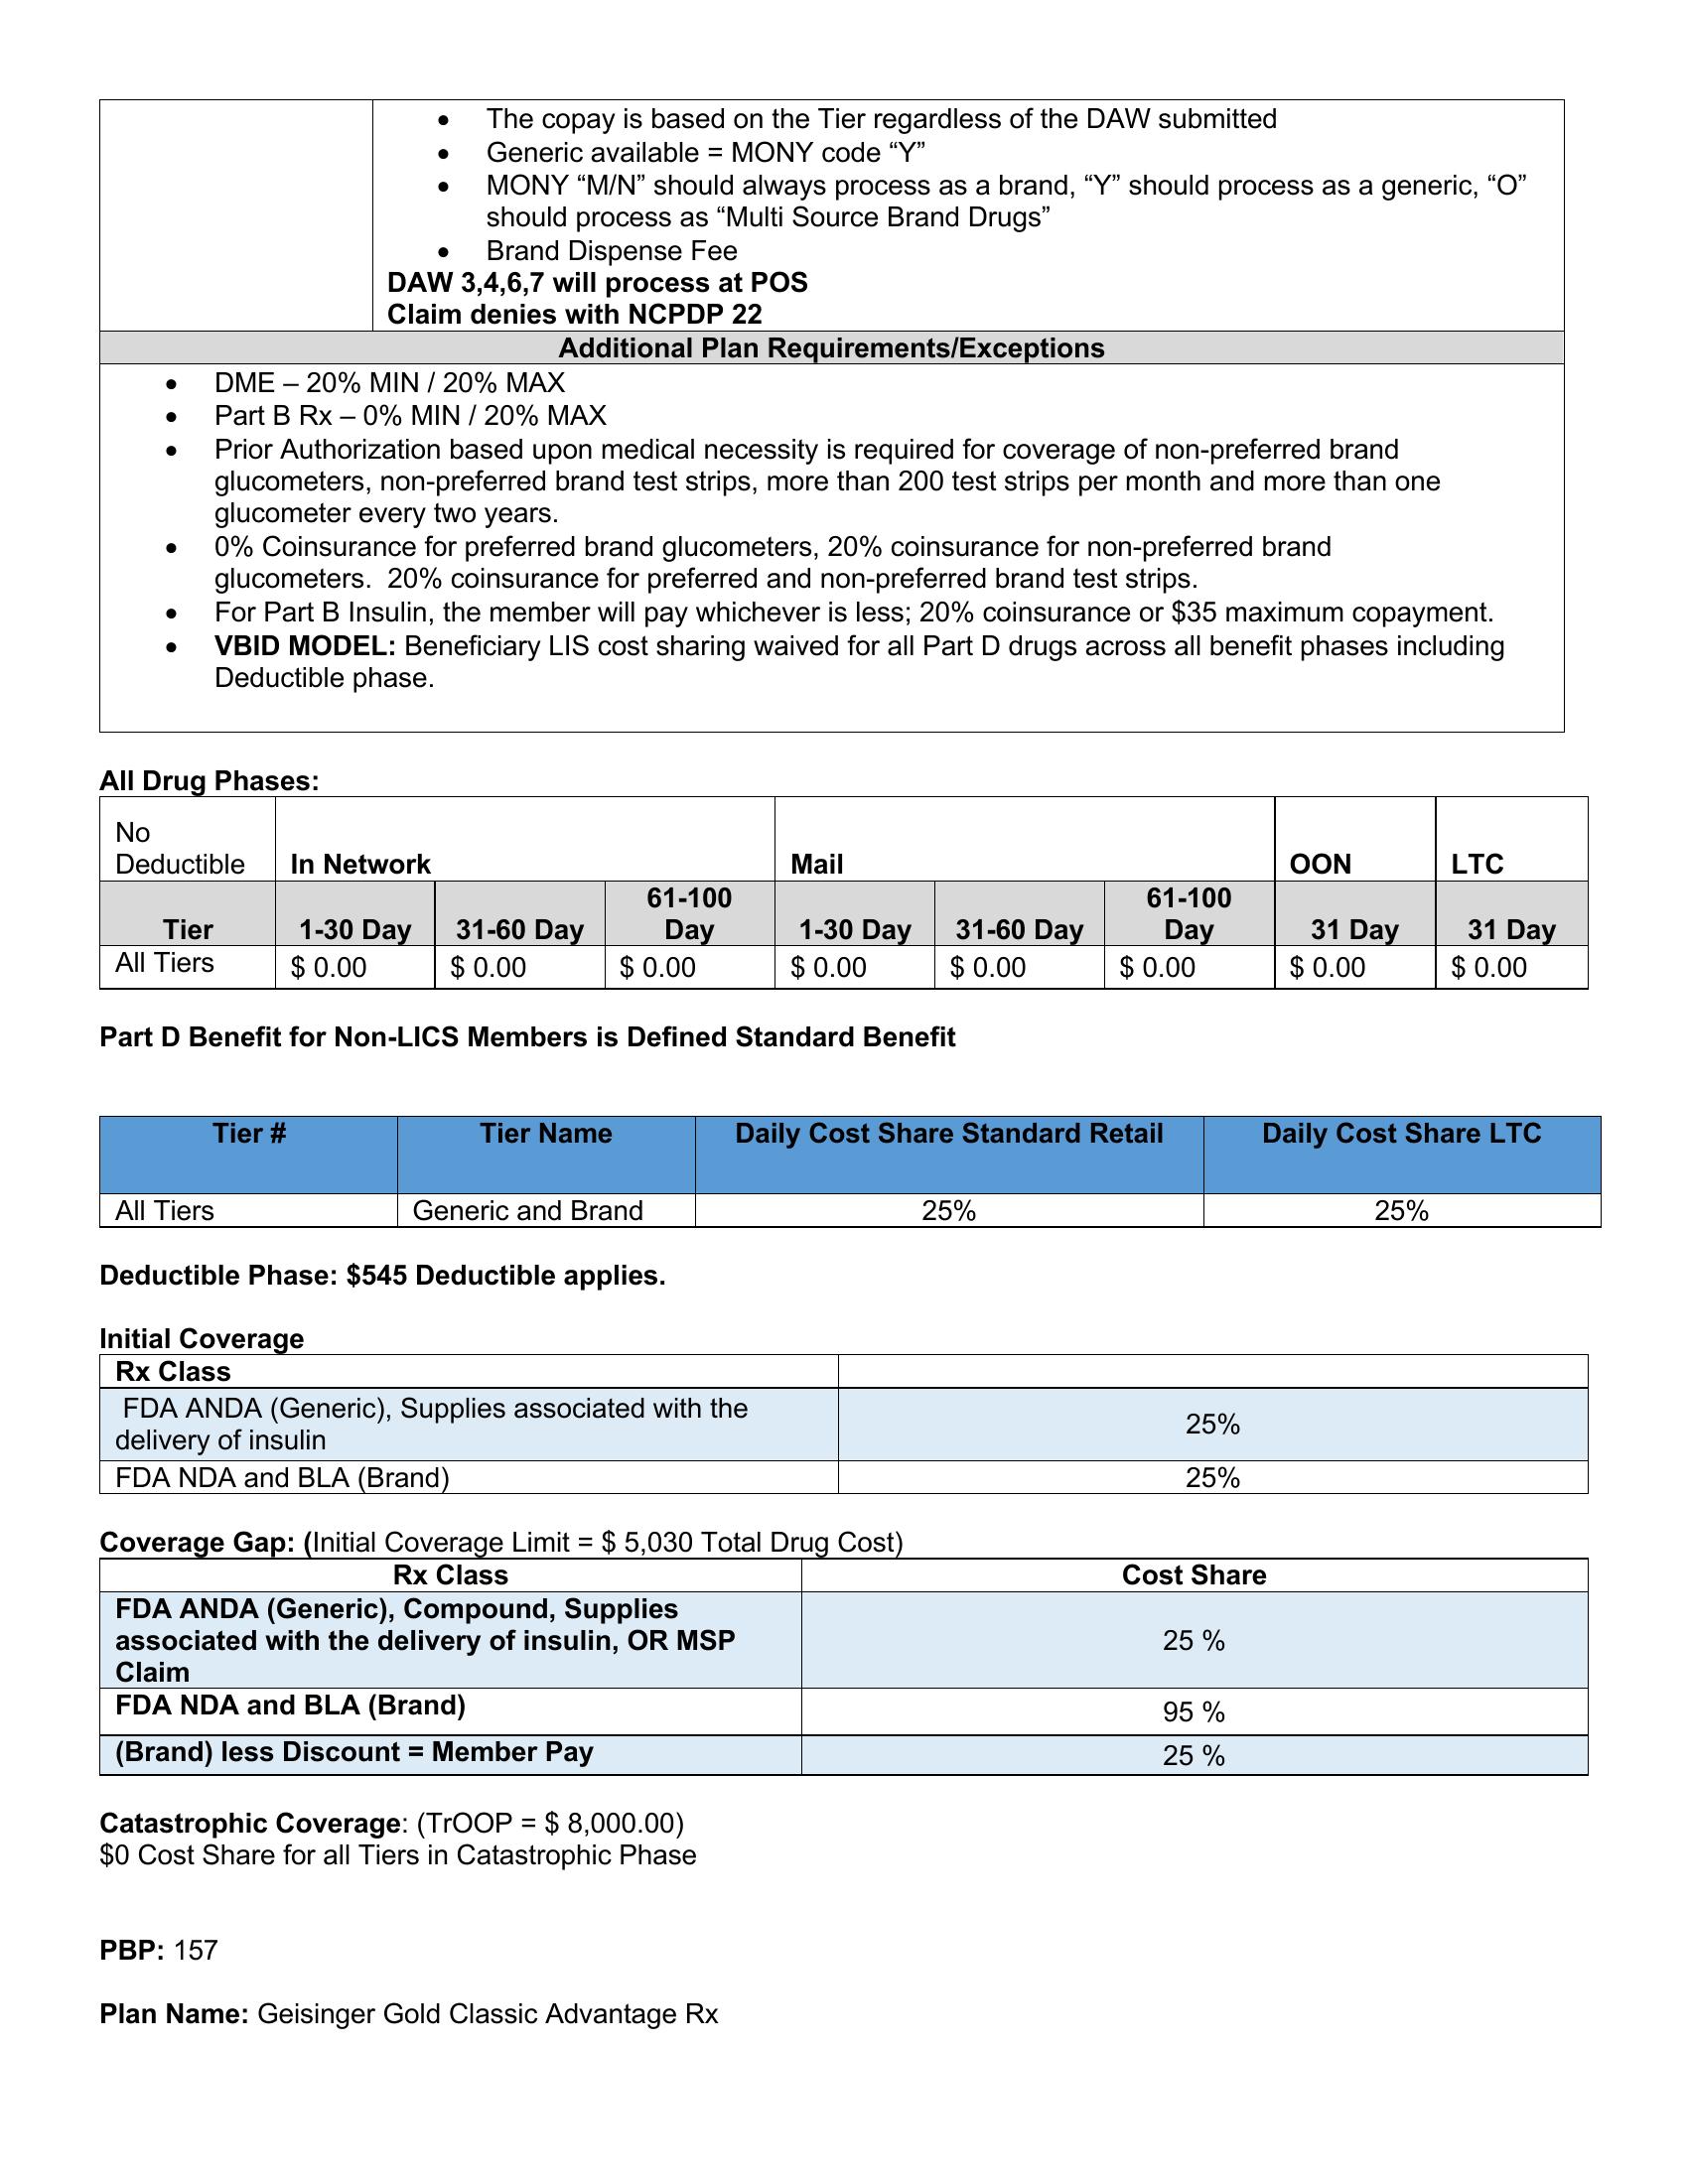 • The copay is based on the Tier regardless of the DAW submitted
• Generic available = MONY code “Y”
• MONY “M/N” should always process as a brand, “Y” should process as a generic, “O”
should process as “Multi Source Brand Drugs”
• Brand Dispense Fee
DAW 3,4,6,7 will process at POS
Claim denies with NCPDP 22
Additional Plan Requirements/Exceptions
• DME – 20% MIN / 20% MAX
• Part B Rx – 0% MIN / 20% MAX
• Prior Authorization based upon medical necessity is required for coverage of non-preferred brand
glucometers, non-preferred brand test strips, more than 200 test strips per month and more than one
glucometer every two years.
• 0% Coinsurance for preferred brand glucometers, 20% coinsurance for non-preferred brand
glucometers.  20% coinsurance for preferred and non-preferred brand test strips.
• For Part B Insulin, the member will pay whichever is less; 20% coinsurance or $35 maximum copayment.
• VBID MODEL: Beneficiary LIS cost sharing waived for all Part D drugs across all benefit phases including
Deductible phase.
All Drug Phases:
No
Deductible In Network Mail OON LTC
61-100 61-100
Tier 1-30 Day 31-60 Day Day 1-30 Day 31-60 Day Day 31 Day 31 Day
All Tiers $ 0.00 $ 0.00 $ 0.00 $ 0.00 $ 0.00 $ 0.00 $ 0.00 $ 0.00
Part D Benefit for Non-LICS Members is Defined Standard Benefit
Tier # Tier Name Daily Cost Share Standard Retail Daily Cost Share LTC
All Tiers Generic and Brand 25% 25%
Deductible Phase: $545 Deductible applies.
Initial Coverage
Rx Class
FDA ANDA (Generic), Supplies associated with the
delivery of insulin 25%
FDA NDA and BLA (Brand) 25%
Coverage Gap: (Initial Coverage Limit = $ 5,030 Total Drug Cost)
Rx Class Cost Share
FDA ANDA (Generic), Compound, Supplies
associated with the delivery of insulin, OR MSP 25 %
Claim
FDA NDA and BLA (Brand) 95 %
(Brand) less Discount = Member Pay 25 %
Catastrophic Coverage: (TrOOP = $ 8,000.00)
$0 Cost Share for all Tiers in Catastrophic Phase
PBP: 157
Plan Name: Geisinger Gold Classic Advantage Rx